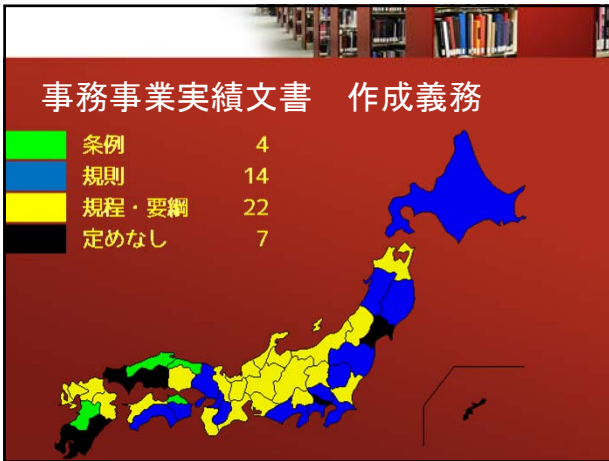 事務事業実績文書　作成義務
条例 4
規則 14
規程・要綱 22
定めなし 7